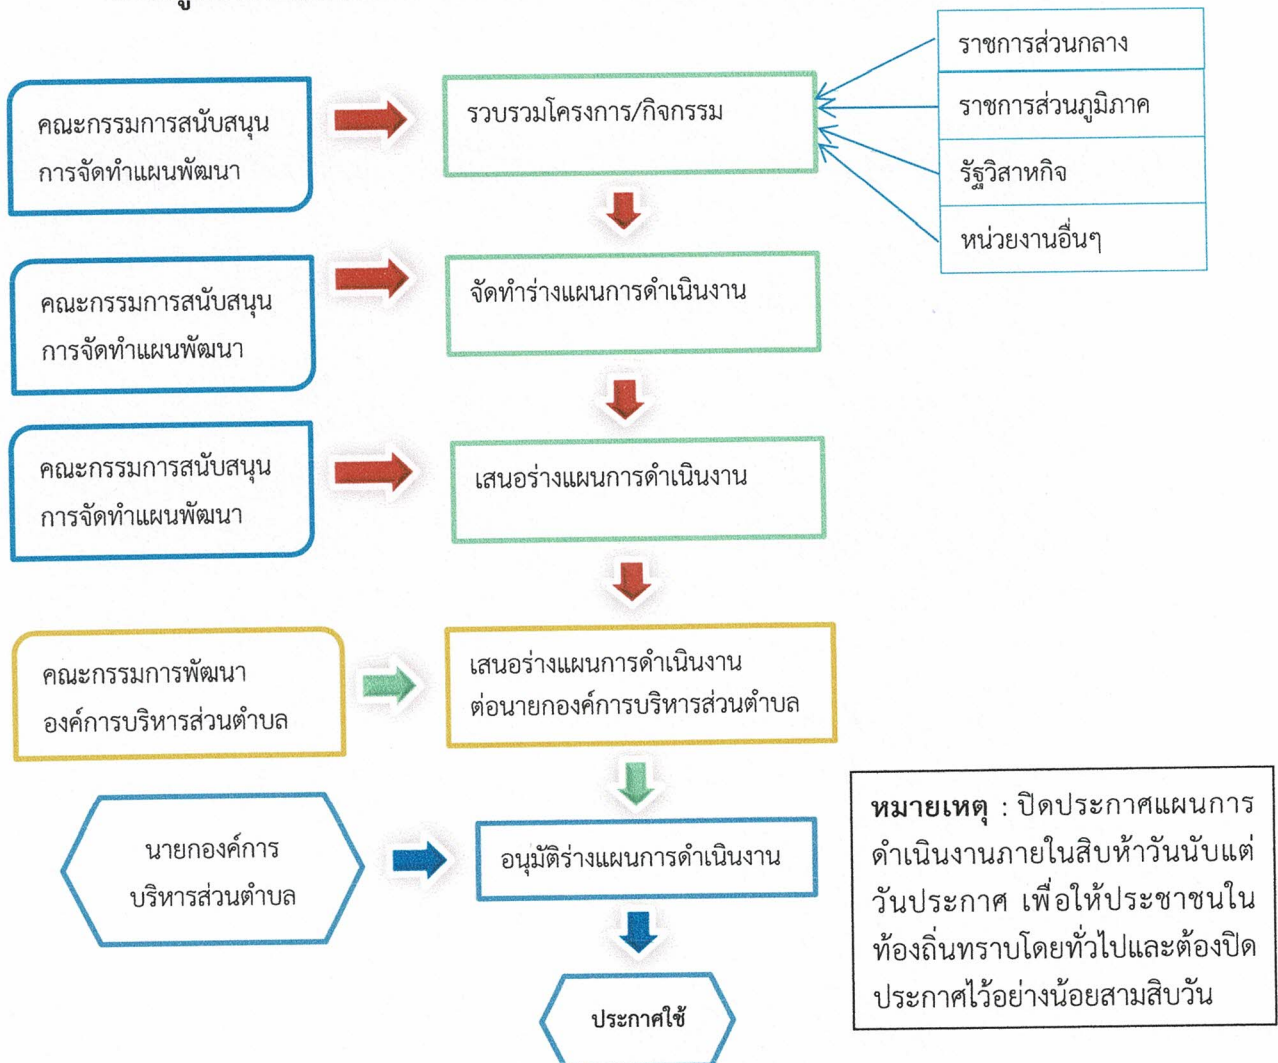 ราชการส่วนกลาง
ราชการส่วนภูมิภาค
รัฐวิสาหกิจ
หน่วยงานอื่นๆ
คณะกรรมการสนับสนุน
การจัดทำแผนพัฒนา
รวบรวมโครงการ/กิจกรรม
คณะกรรมการสนับสนุน
การจัดทำแผนพัฒนา
จัดทำร่างแผนการดำเนินงาน
คณะกรรมการสนับสนุน
การจัดทำแผนพัฒนา
เสนอร่างแผนการดำเนินงาน
คณะกรรมการพัฒนา
องค์การบริหารส่วนตำบล
เสนอร่างแผนการดำเนินงาน
ต่อนายกองค์การบริหารส่วนตำบล
นายกองค์การ
บริหารส่วนตำบล
อนุมัติร่างแผนการดำเนินงาน
ประกาศใช้
หมายเหตุ : ปิดประกาศแผนการ
ดำเนินงานภายในสิบห้าวันนับแต่
วันประกาศ เพื่อให้ประชาชนใน
ท้องถิ่นทราบโดยทั่วไปและต้องปิด
ประกาศไว้อย่างน้อยสามสิบวัน